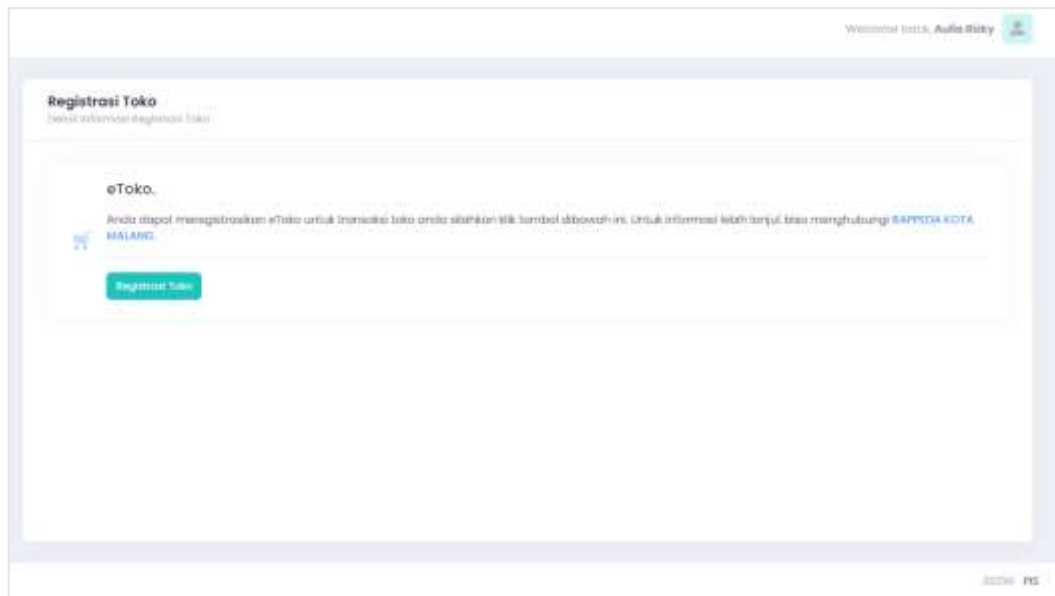 Welcome back, Aulia Rizky
Registrasi Toko
Detail Informasi Registrasi Toko
eToko.
Anda dapat meregistrasikan eToko untuk transaksi toko anda silahkan klik tombol dibawah ini. Untuk informasi lebih lanjut bisa menghubungi BAPPEDA KOTA
MALANG.
Registrasi Toko
PIS